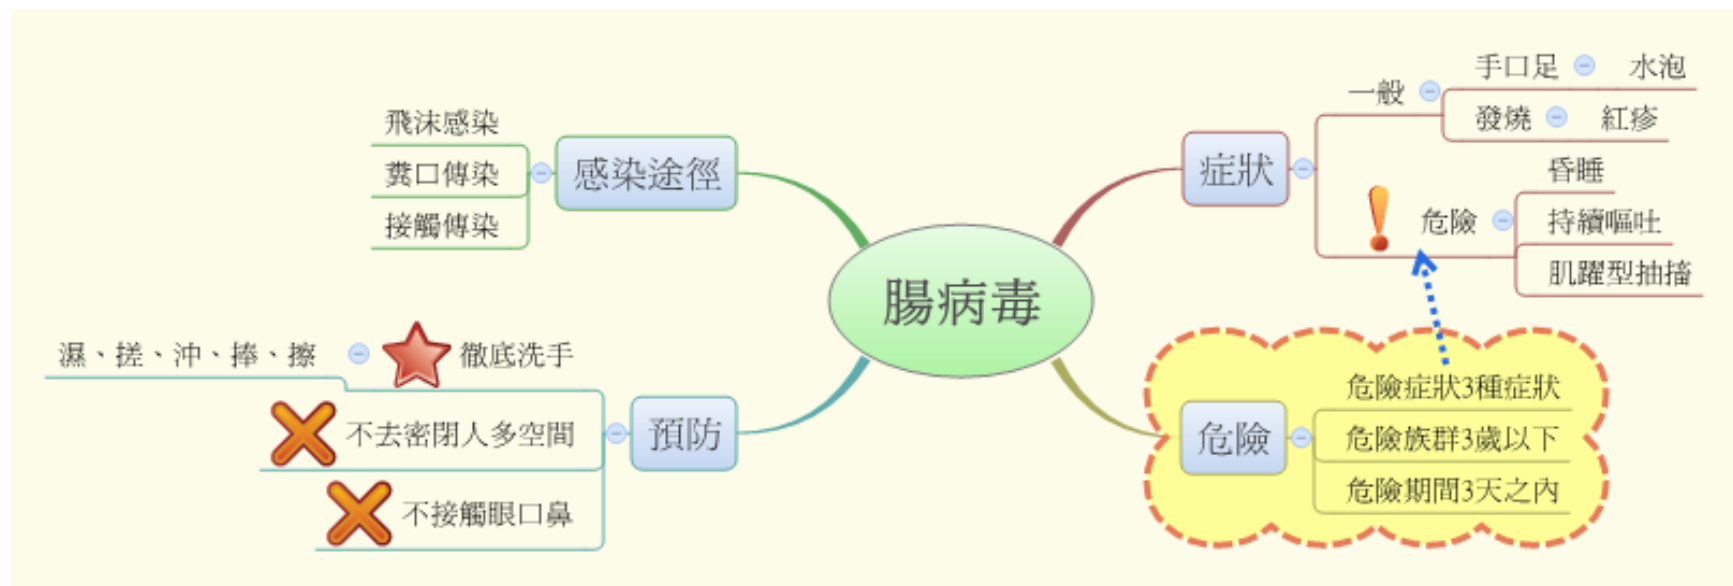 腸病毒
感染途徑
飛沫感染
糞口傳染
接觸傳染
預防
徹底洗手
濕、搓、沖、捧、擦
不去密閉人多空間
不接觸眼口鼻
症狀
一般
手口足 水泡
發燒 紅疹
危險
昏睡
持續嘔吐
肌躍型抽搐
危險
危險症狀3種症狀
危險族群3歲以下
危險期間3天之內